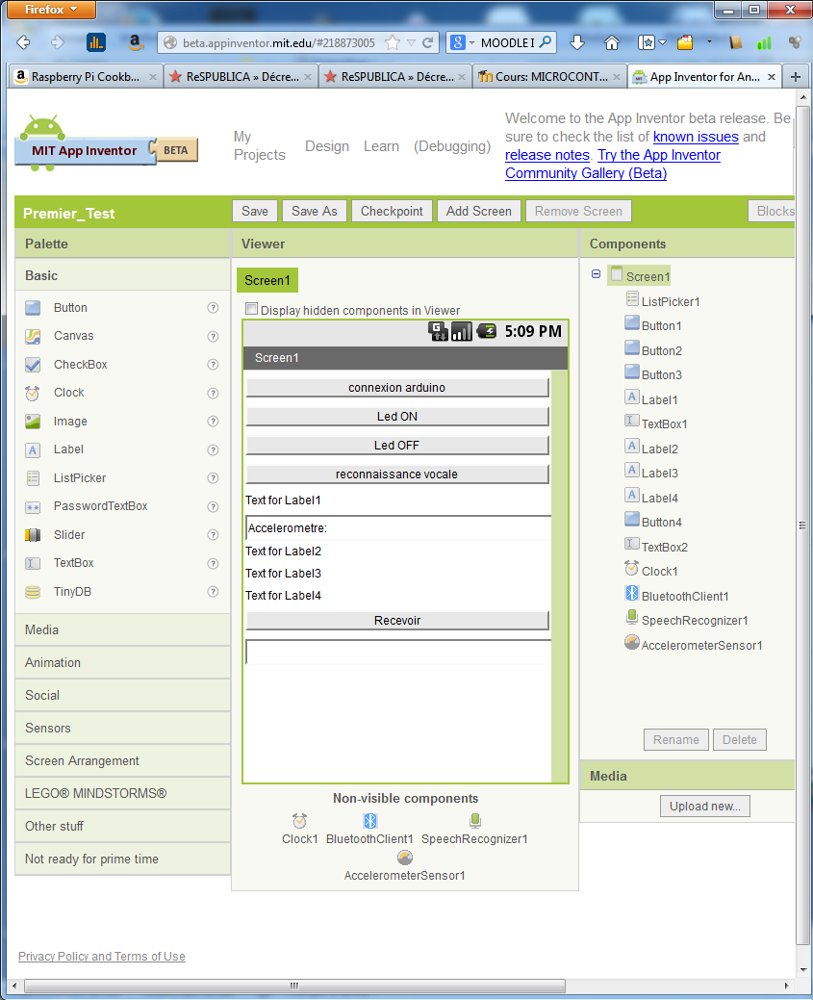 Firefox
beta.appinventor.mit.edu/#218873005
MOODLE I
Raspberry Pi Cookb...
ReSPUBLICA » Décre...
ReSPUBLICA » Décre...
Cours: MICROCONT...
App Inventor for An...
MIT App Inventor
BETA
My Projects
Design
Learn
(Debugging)
Welcome to the App Inventor beta release. Be
sure to check the list of known issues and
release notes. Try the App Inventor
Community Gallery (Beta)
Premier_Test
Save
Save As
Checkpoint
Add Screen
Remove Screen
Blocks
Palette
Basic
Button
Canvas
CheckBox
Clock
Image
Label
ListPicker
PasswordTextBox
Slider
TextBox
TinyDB
Media
Animation
Social
Sensors
Screen Arrangement
LEGO® MINDSTORMS®
Other stuff
Not ready for prime time
Viewer
Screen1
Display hidden components in Viewer
5:09 PM
Screen1
connexion arduino
Led ON
Led OFF
reconnaissance vocale
Text for Label1
Accelerometre:
Text for Label2
Text for Label3
Text for Label4
Recevoir
Non-visible components
Clock1
BluetoothClient1
SpeechRecognizer1
AccelerometerSensor1
Components
Screen1
ListPicker1
Button1
Button2
Button3
Label1
TextBox1
Label2
Label3
Label4
Button4
TextBox2
Clock1
BluetoothClient1
SpeechRecognizer1
AccelerometerSensor1
Rename
Delete
Media
Upload new...
Privacy Policy and Terms of Use